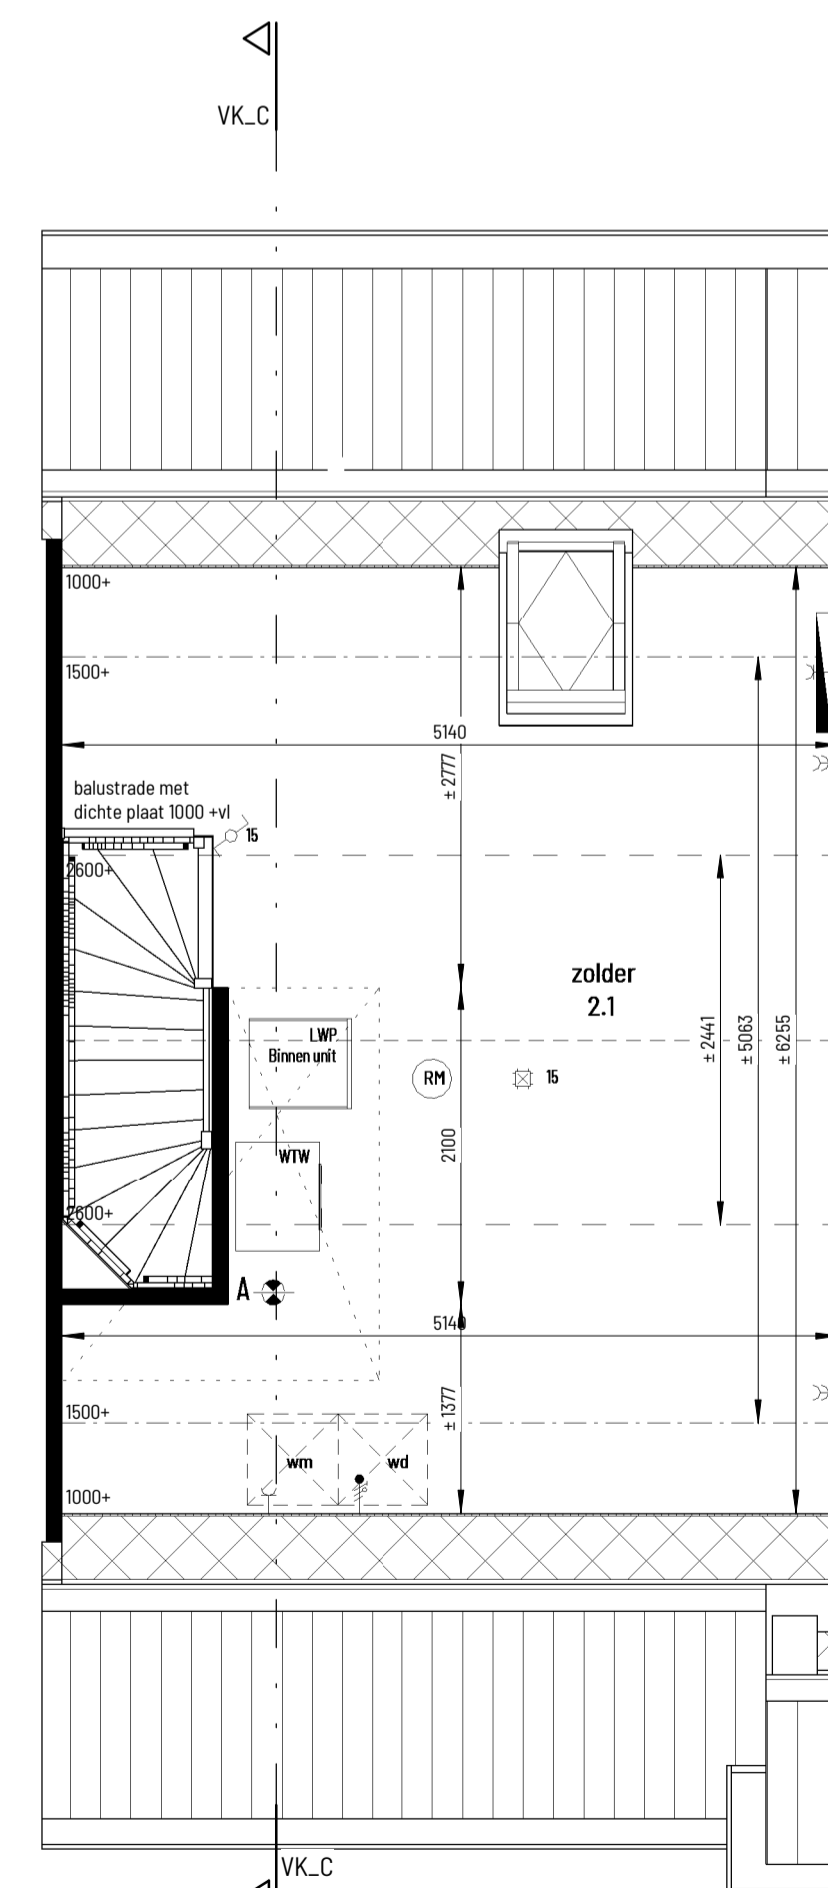 VK_C
1000+
1500+
5140
± 2777
balustrade met
dichte plaat 1000 +vl
15
2600+
zolder
2.1
± 2441
± 5063
± 6255
LWP
Binnen unit
RM
15
2100
WTW
2600+
A
5140
± 1377
1500+
wm
wd
1000+
VK_C